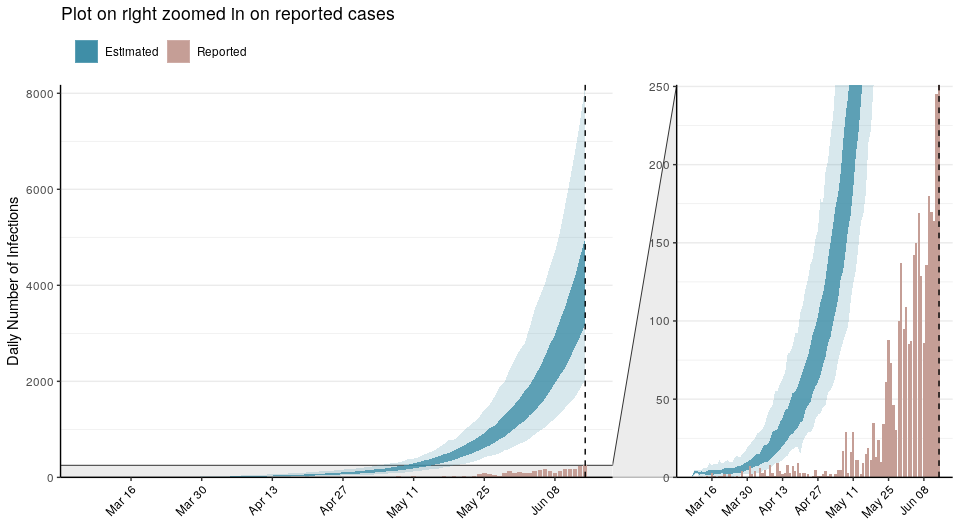 Plot on right zoomed in on reported cases
Estimated Reported
Daily Number of Infections
8000
6000
4000
2000
0
Mar 16 Mar 30 Apr 13 Apr 27 May 11 May 25 Jun 08
250
200
150
100
50
0
Mar 16 Mar 30 Apr 13 Apr 27 May 11 May 25 Jun 08